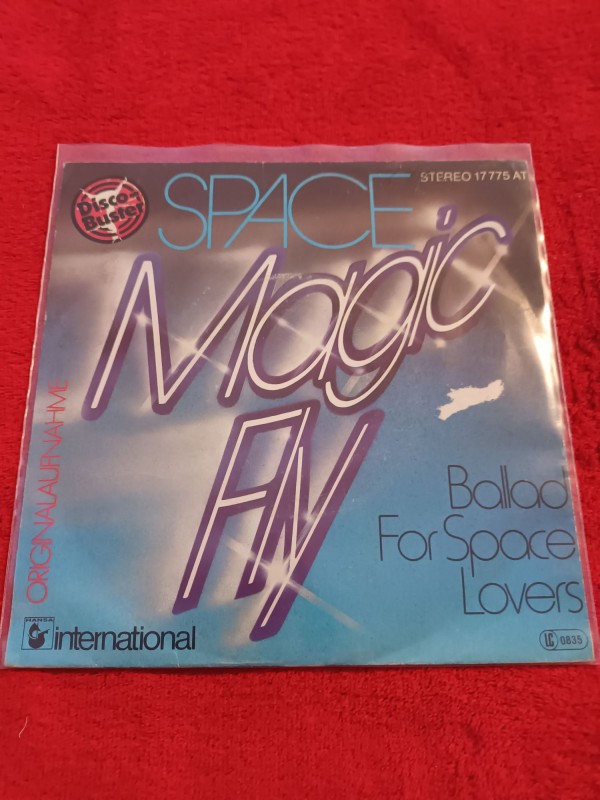 Disco-
Buster
SPACE
STEREO 17775 AT
Magic
Fly
ORIGINALAUFNAHME
Ballad
For Space
Lovers
HANSA
international
LC 0835